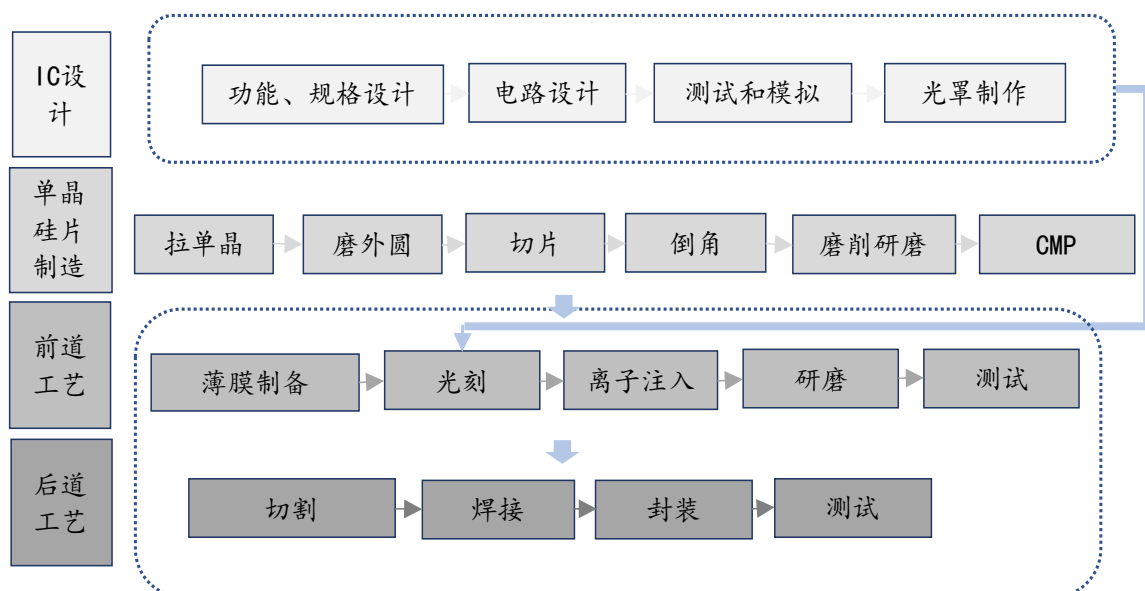 IC设
计
功能、规格设计
电路设计
测试和模拟
光罩制作
单晶
硅片
制造
拉单晶
磨外圆
切片
倒角
磨削研磨
CMP
前道
工艺
薄膜制备
光刻
离子注入
研磨
测试
后道
工艺
切割
焊接
封装
测试